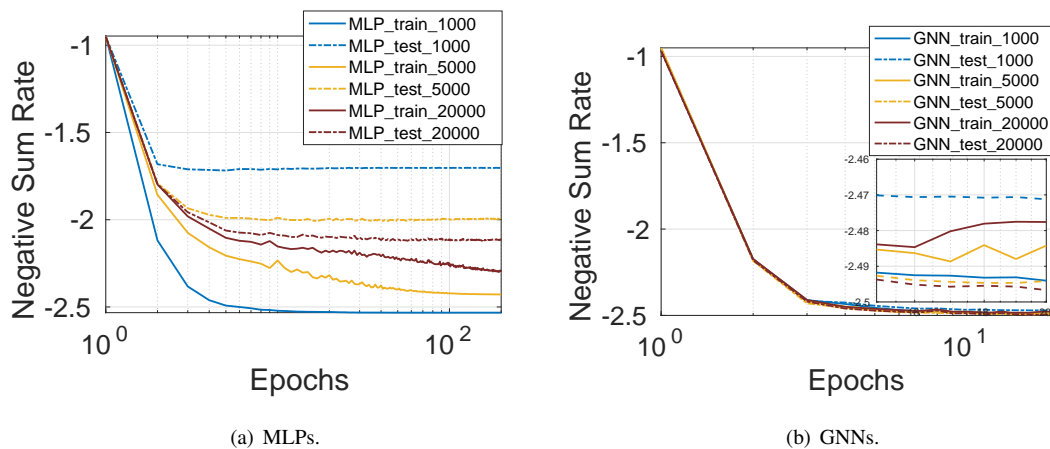 MLP_train_1000
MLP_test_1000
MLP_train_5000
MLP_test_5000
MLP_train_20000
MLP_test_20000
-1
-1.5
-2
-2.5
Negative Sum Rate
10^0
10^2
Epochs
(a) MLPs.
GNN_train_1000
GNN_test_1000
GNN_train_5000
GNN_test_5000
GNN_train_20000
GNN_test_20000
-1
-1.5
-2
-2.5
Negative Sum Rate
-2.46
-2.47
-2.48
-2.49
-2.5
10^0
10^1
Epochs
(b) GNNs.